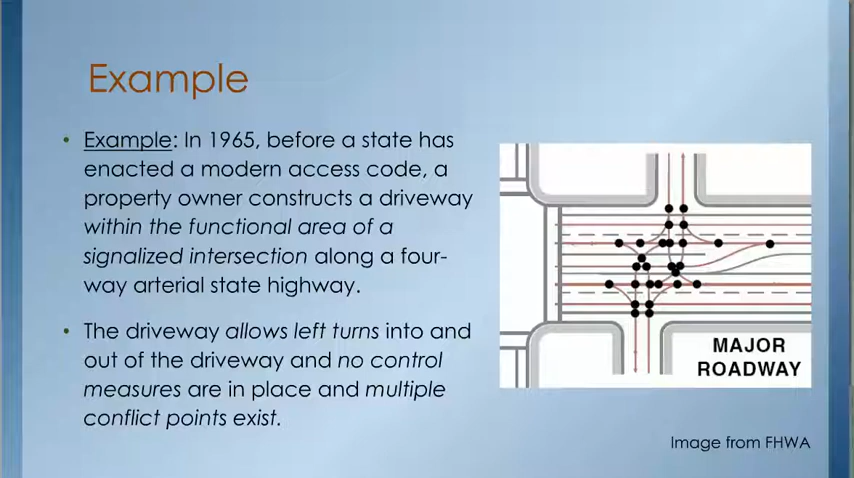 Example
• Example: In 1965, before a state has
enacted a modern access code, a
property owner constructs a driveway
within the functional area of a
signalized intersection along a four-
way arterial state highway.
• The driveway allows left turns into and
out of the driveway and no control
measures are in place and multiple
conflict points exist.
MAJOR
ROADWAY
Image from FHWA